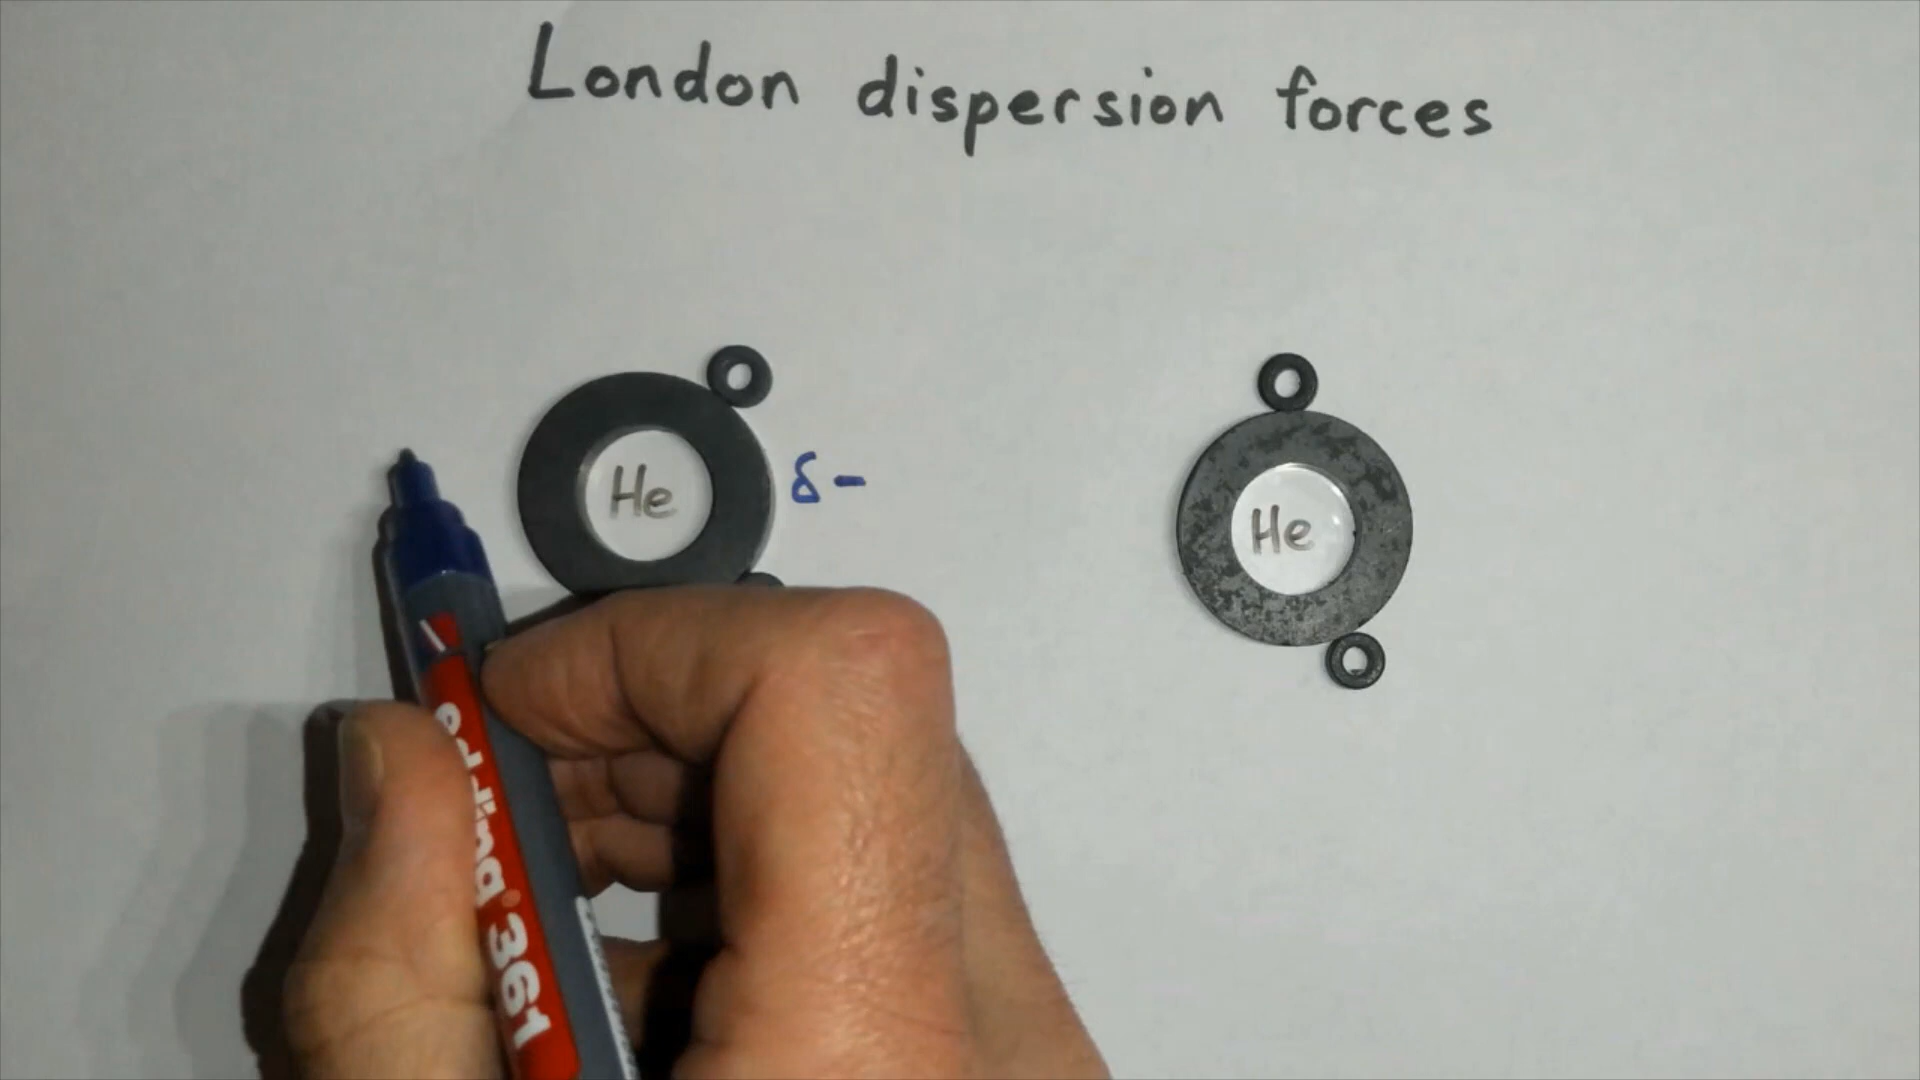 London dispersion forces
He
δ-
He
edding® 361